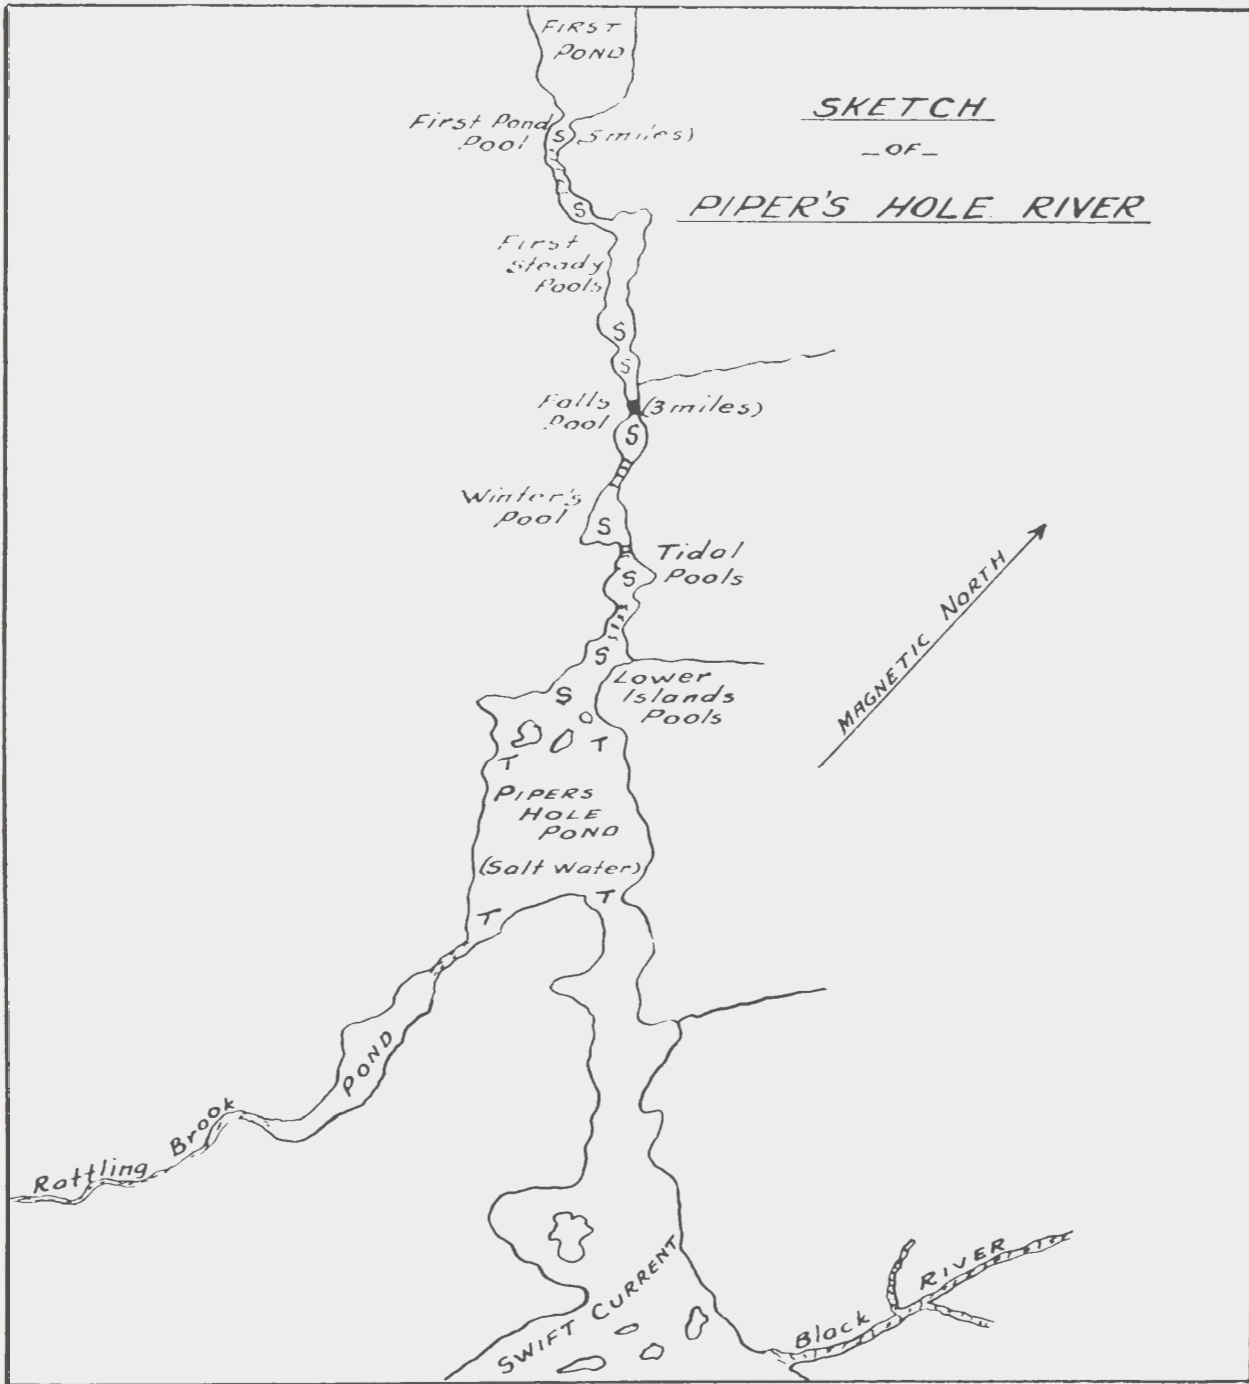 FIRST
POND
SKETCH
- OF -
PIPER'S HOLE RIVER
First Pond
Pool
S
(5 miles)
S
First
Steady
Pools
S
S
Falls
Pool
(3 miles)
S
Winter's
Pool
S
Tidal
Pools
S
S
Lower
Islands
Pools
S
T
T
MAGNETIC NORTH
PIPERS
HOLE
POND
(Salt Water)
T
T
POND
Rattling Brook
SWIFT CURRENT
Black RIVER